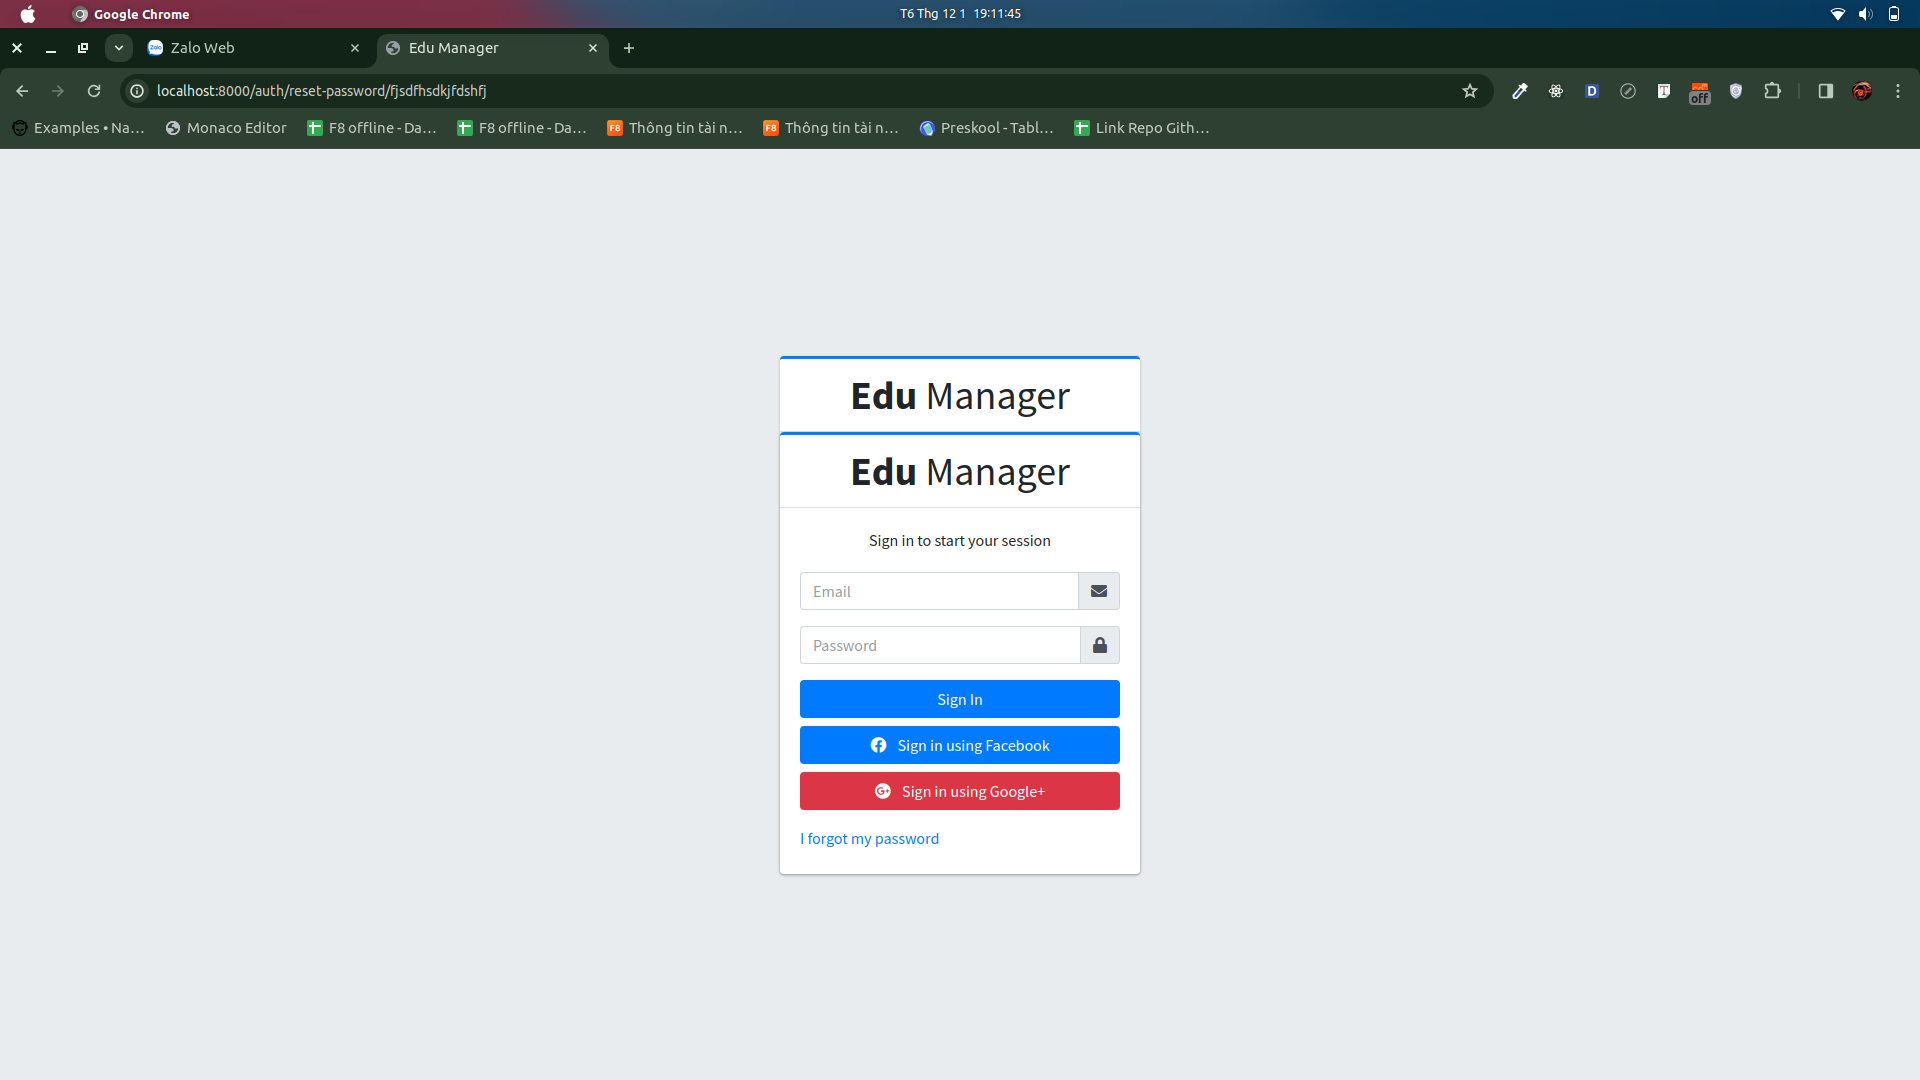 Google Chrome
T6 Thg 12 1 19:11:45
Zalo Web
Edu Manager
localhost:8000/auth/reset-password/fjsdfhsdkjfdshfj
D
T
off
Examples • Na...
Monaco Editor
F8 offline - Da...
F8 offline - Da...
F8 Thông tin tài n...
F8 Thông tin tài n...
Preskool - Tabl...
Link Repo Gith...
Edu Manager
Edu Manager
Sign in to start your session
Email
Password
Sign In
Sign in using Facebook
Sign in using Google+
I forgot my password